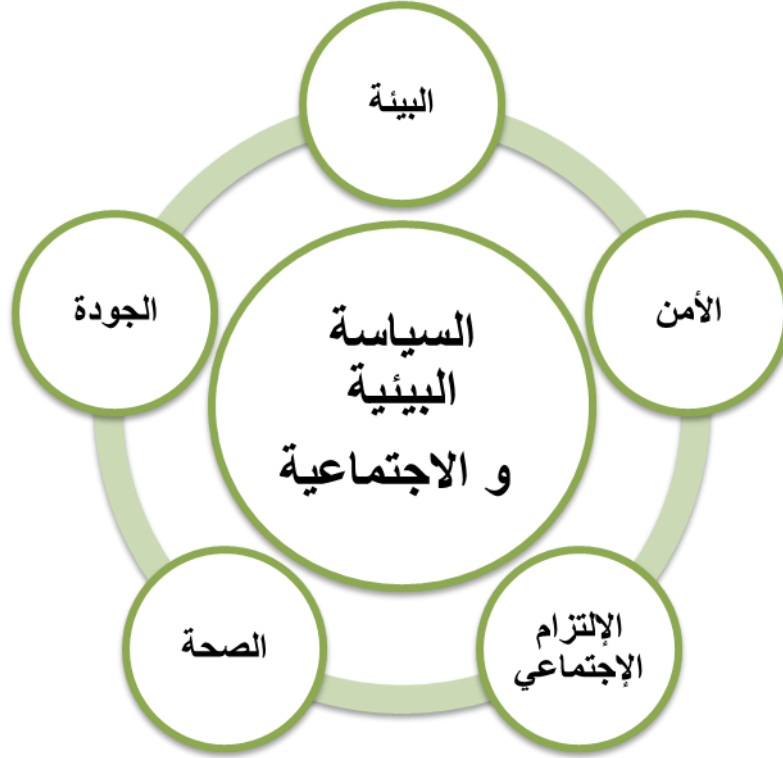 البيئة
الأمن
الجودة
السياسة
البيئية
و الاجتماعية
الإلتزام
الإجتماعي
الصحة